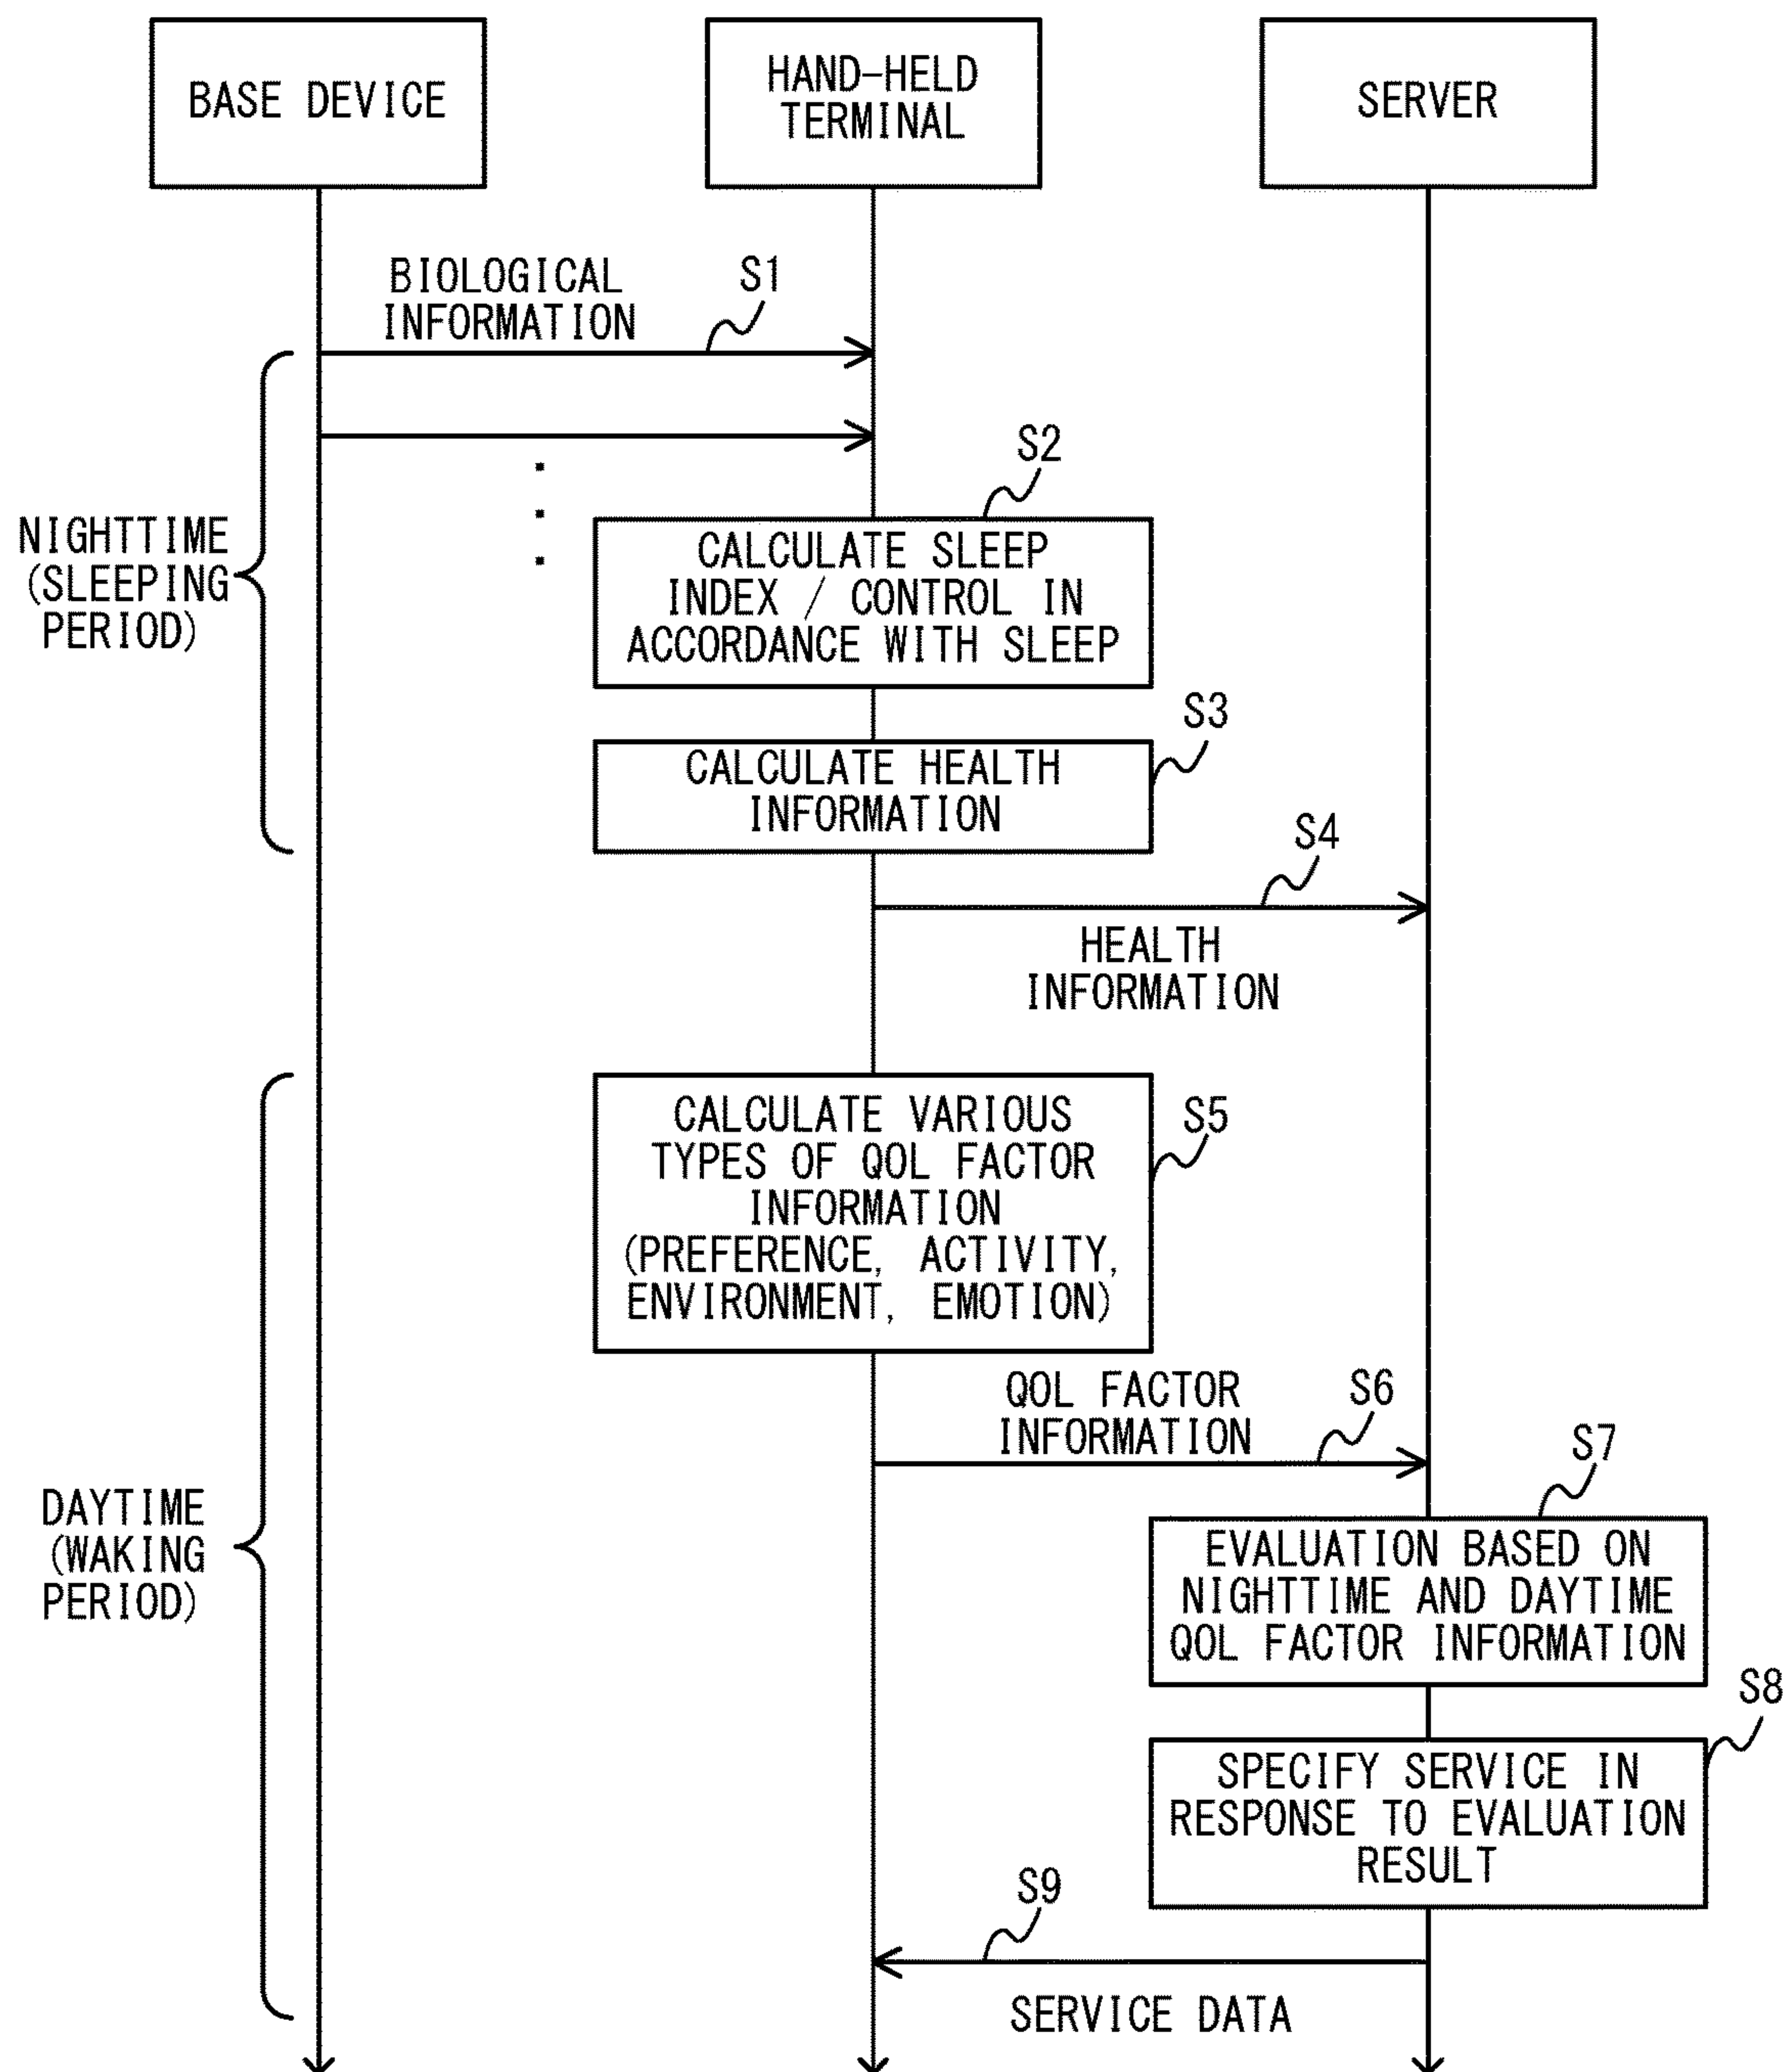 BASE DEVICE
HAND-HELD
TERMINAL
SERVER
BIOLOGICAL
INFORMATION
S1
NIGHTTIME
(SLEEPING
PERIOD)
S2
CALCULATE SLEEP
INDEX / CONTROL IN
ACCORDANCE WITH SLEEP
S3
CALCULATE HEALTH
INFORMATION
S4
HEALTH
INFORMATION
DAYTIME
(WAKING
PERIOD)
CALCULATE VARIOUS
TYPES OF QOL FACTOR
INFORMATION
(PREFERENCE, ACTIVITY,
ENVIRONMENT, EMOTION)
S5
QOL FACTOR
INFORMATION
S6
S7
EVALUATION BASED ON
NIGHTTIME AND DAYTIME
QOL FACTOR INFORMATION
S8
SPECIFY SERVICE IN
RESPONSE TO EVALUATION
RESULT
S9
SERVICE DATA